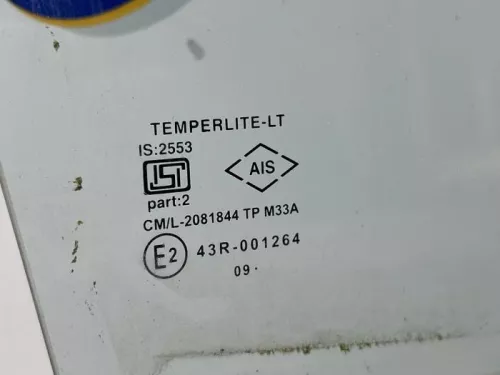 TEMPERLITE-LT
IS:2553
ISI AIS
part:2
CM/L-2081844 TP M33A
E2 43R-001264
09·